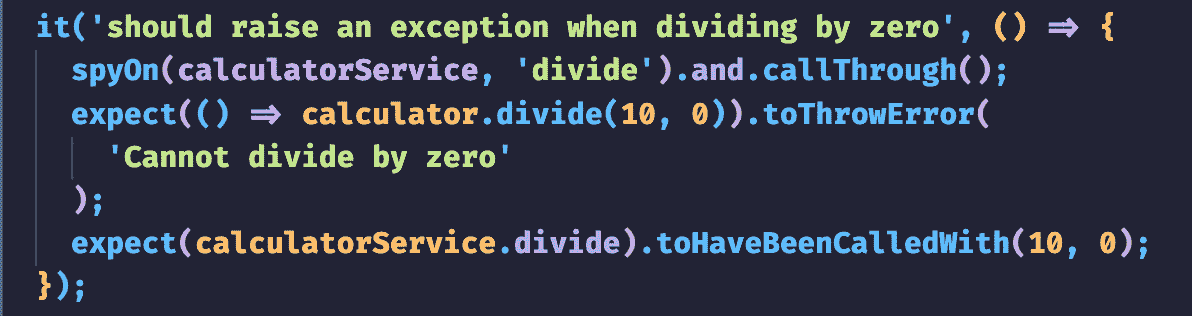 it('should raise an exception when dividing by zero', () => {
  spyOn(calculatorService, 'divide').and.callThrough();
  expect(() => calculator.divide(10, 0)).toThrowError(
    'Cannot divide by zero'
  );
  expect(calculatorService.divide).toHaveBeenCalledWith(10, 0);
});